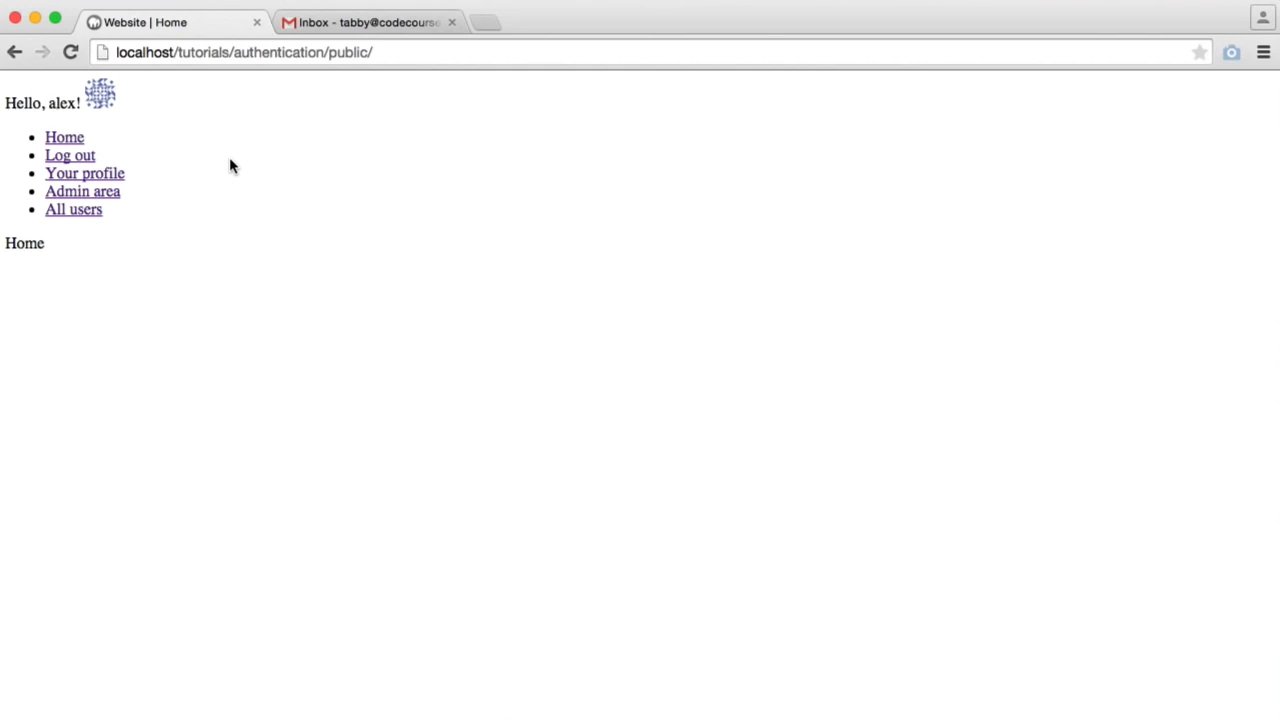 Website | Home
Inbox - tabby@codecourse
localhost/tutorials/authentication/public/
Hello, alex!
Home
Log out
Your profile
Admin area
All users
Home